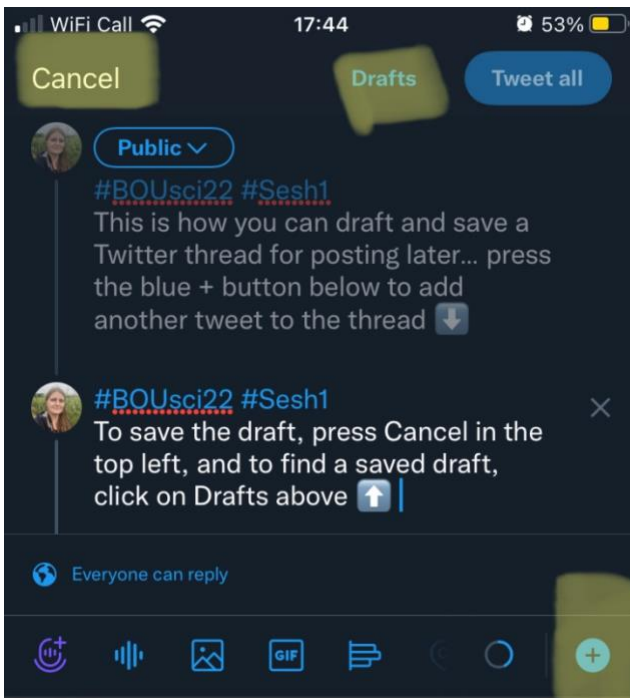 WiFi Call 17:44 53%
Cancel Drafts Tweet all
Public
#BOUsci22 #Sesh1
This is how you can draft and save a
Twitter thread for posting later... press
the blue + button below to add
another tweet to the thread ⬇️
#BOUsci22 #Sesh1
To save the draft, press Cancel in the
top left, and to find a saved draft,
click on Drafts above ⬆️
Everyone can reply
GIF